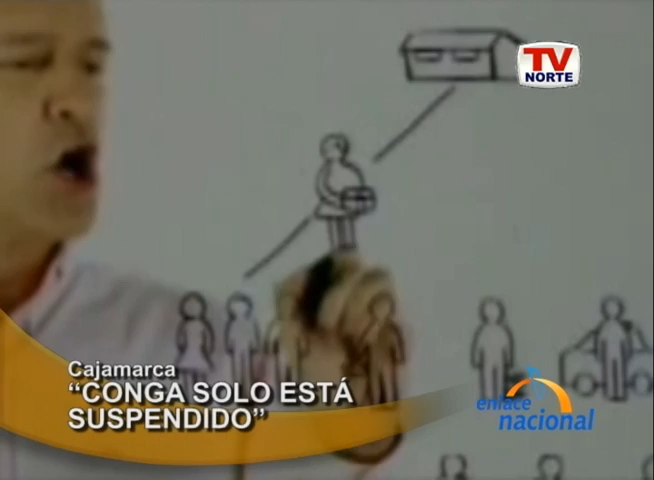 TV
NORTE
Cajamarca
“CONGA SOLO ESTÁ
SUSPENDIDO”
enlace
nacional